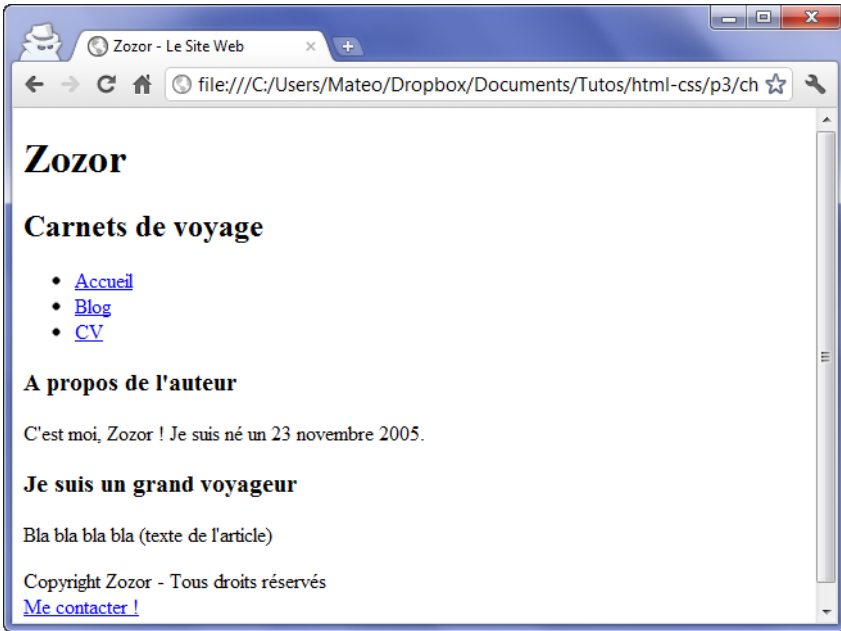 Zozor - Le Site Web
file:///C:/Users/Mateo/Dropbox/Documents/Tutos/html-css/p3/ch
Zozor
Carnets de voyage
Accueil
Blog
CV
A propos de l'auteur
C'est moi, Zozor ! Je suis né un 23 novembre 2005.
Je suis un grand voyageur
Bla bla bla bla (texte de l'article)
Copyright Zozor - Tous droits réservés
Me contacter !